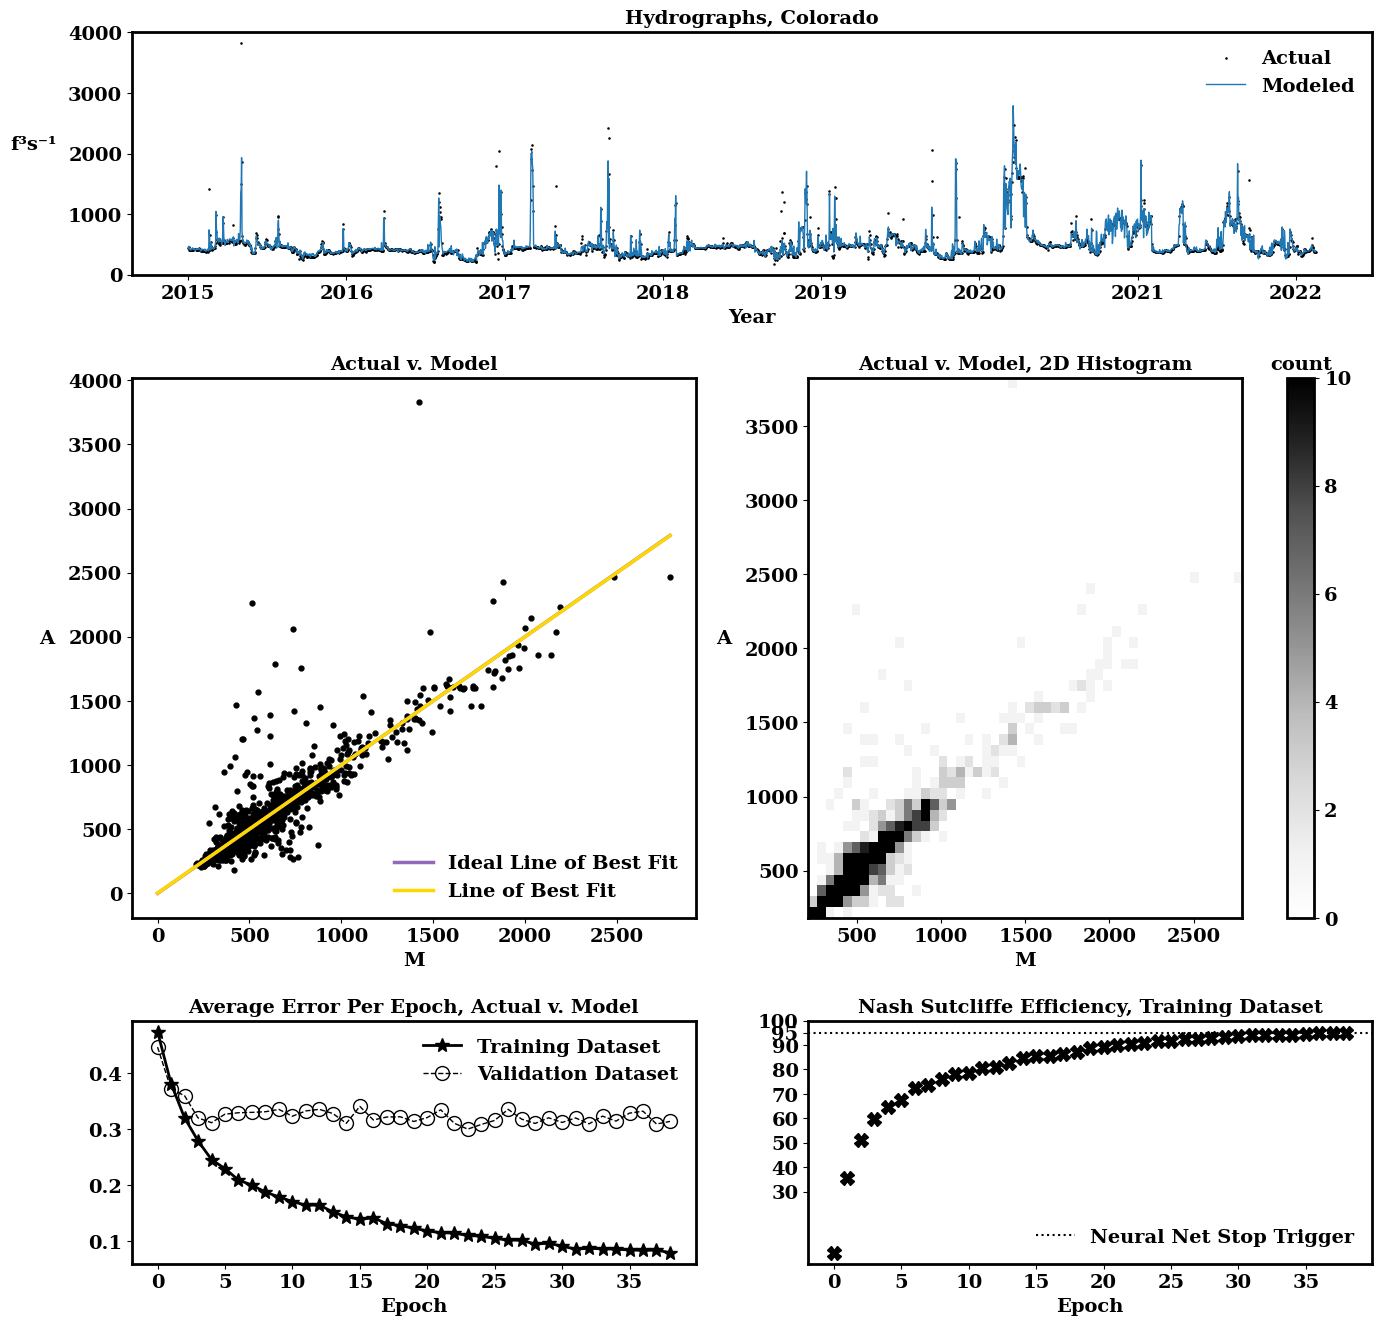 Hydrographs, Colorado
4000
3000
2000
1000
0
f³s⁻¹
Actual
Modeled
2015 2016 2017 2018 2019 2020 2021 2022
Year
Actual v. Model
4000
3500
3000
2500
2000
1500
1000
500
0
A
Ideal Line of Best Fit
Line of Best Fit
0 500 1000 1500 2000 2500
M
Actual v. Model, 2D Histogram
3500
3000
2500
2000
1500
1000
500
A
500 1000 1500 2000 2500
M
count
10
8
6
4
2
0
Average Error Per Epoch, Actual v. Model
0.4
0.3
0.2
0.1
Training Dataset
Validation Dataset
0 5 10 15 20 25 30 35
Epoch
Nash Sutcliffe Efficiency, Training Dataset
100
95
90
80
70
60
50
40
30
Neural Net Stop Trigger
0 5 10 15 20 25 30 35
Epoch